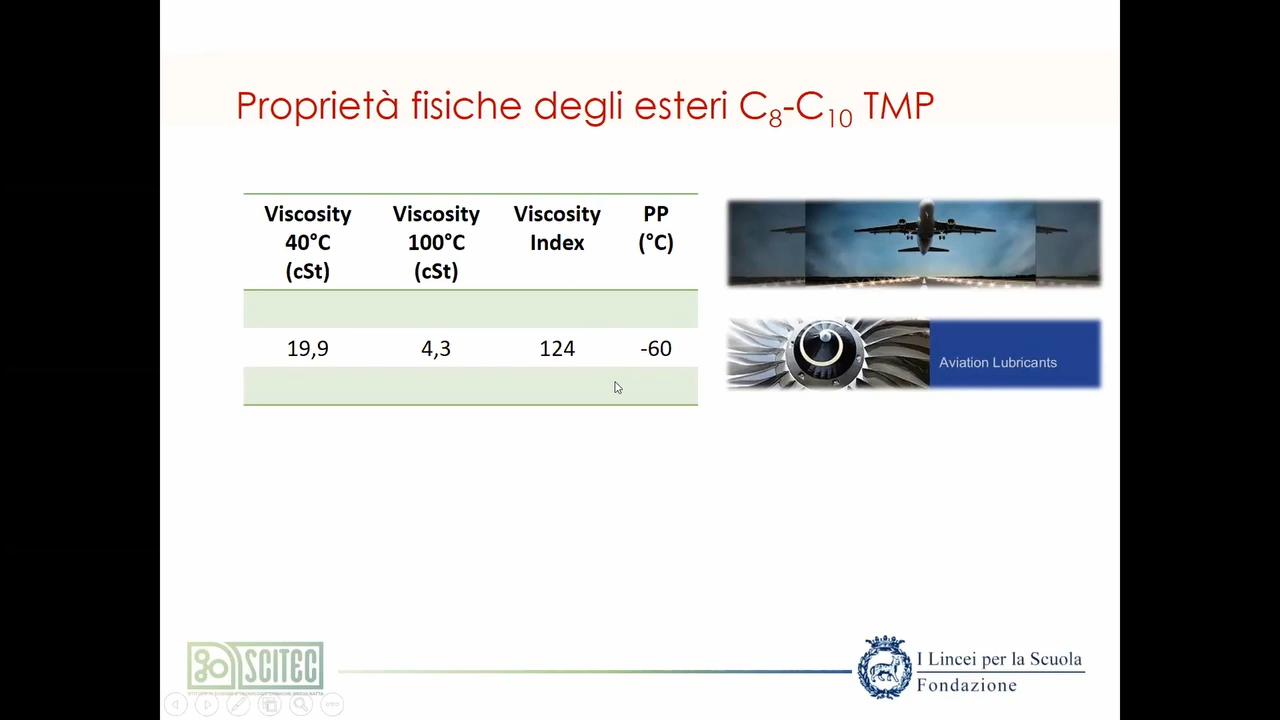 Proprietà fisiche degli esteri C8-C10 TMP
Viscosity 40°C (cSt) Viscosity 100°C (cSt) Viscosity Index PP (°C)
19,9 4,3 124 -60
Aviation Lubricants
SCITEC
I Lincei per la Scuola
Fondazione